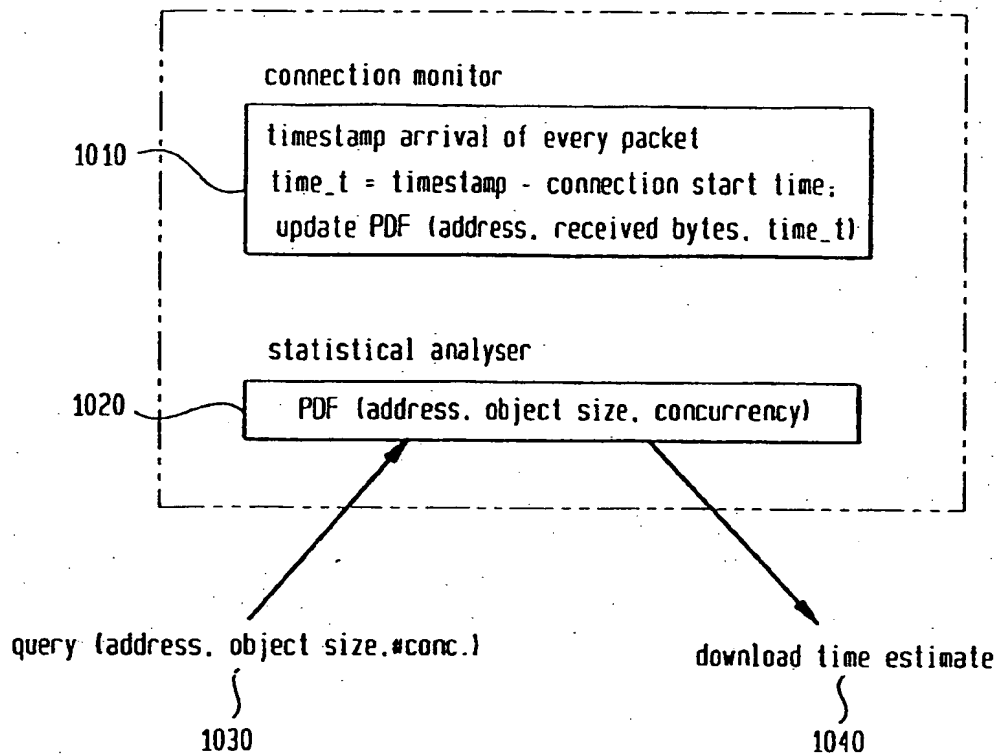 connection monitor
1010
timestamp arrival of every packet
time_t = timestamp - connection start time;
update PDF (address, received bytes, time_t)
statistical analyser
1020
PDF (address, object size, concurrency)
query (address, object size,#conc.)
download time estimate
1030
1040